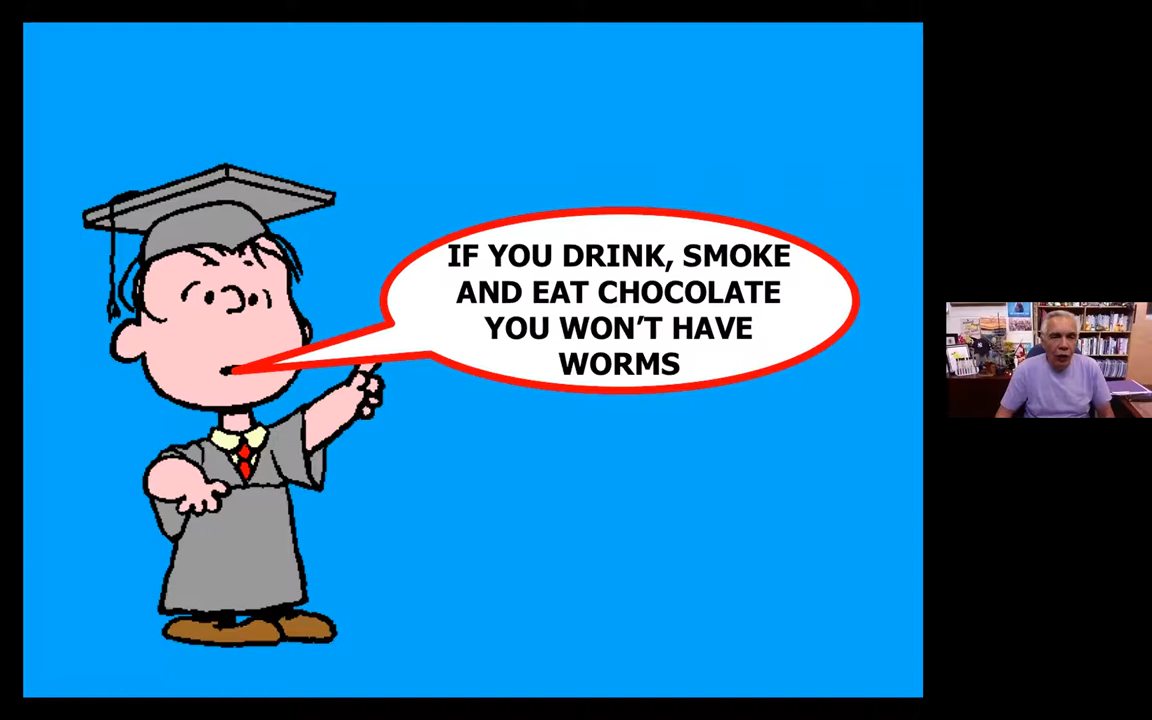 IF YOU DRINK, SMOKE
AND EAT CHOCOLATE
YOU WON’T HAVE
WORMS